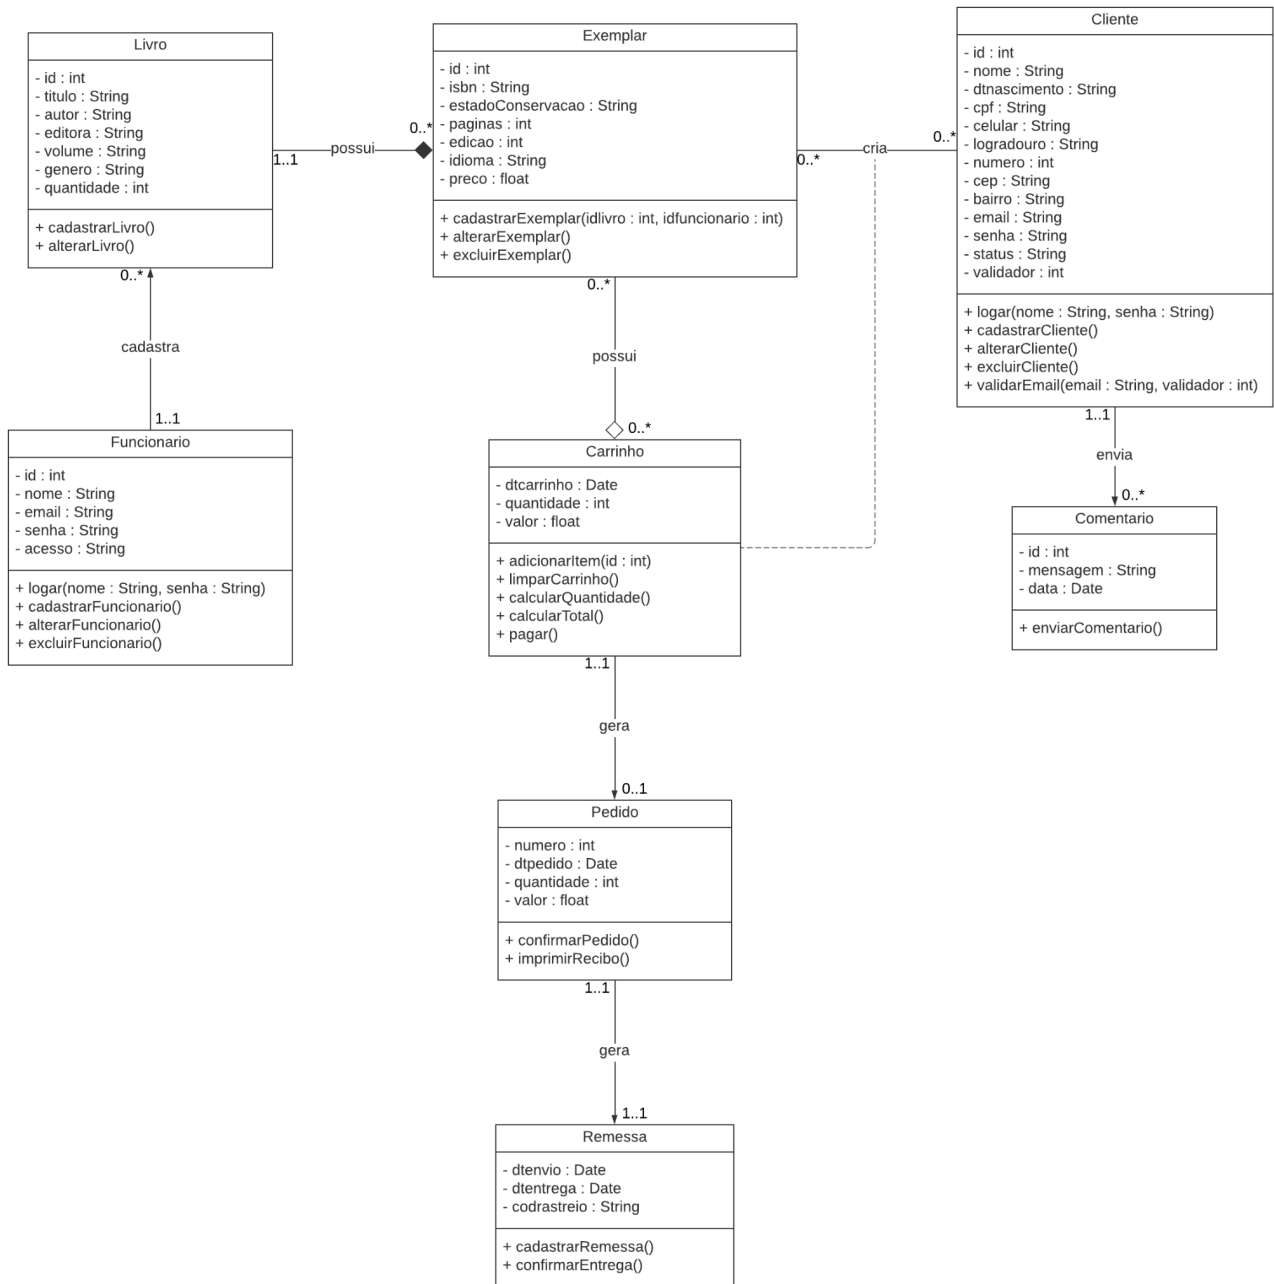 Livro
- id : int
- titulo : String
- autor : String
- editora : String
- volume : String
- genero : String
- quantidade : int
+ cadastrarLivro()
+ alterarLivro()
1..1
possui
0..*
Exemplar
- id : int
- isbn : String
- estadoConservacao : String
- paginas : int
- edicao : int
- idioma : String
- preco : float
+ cadastrarExemplar(idlivro : int, idfuncionario : int)
+ alterarExemplar()
+ excluirExemplar()
0..*
cria
0..*
Cliente
- id : int
- nome : String
- dtnascimento : String
- cpf : String
- celular : String
- logradouro : String
- numero : int
- cep : String
- bairro : String
- email : String
- senha : String
- status : String
- validador : int
+ logar(nome : String, senha : String)
+ cadastrarCliente()
+ alterarCliente()
+ excluirCliente()
+ validarEmail(email : String, validador : int)
0..*
cadastra
1..1
Funcionario
- id : int
- nome : String
- email : String
- senha : String
- acesso : String
+ logar(nome : String, senha : String)
+ cadastrarFuncionario()
+ alterarFuncionario()
+ excluirFuncionario()
0..*
possui
0..*
Carrinho
- dtcarrinho : Date
- quantidade : int
- valor : float
+ adicionarItem(id : int)
+ limparCarrinho()
+ calcularQuantidade()
+ calcularTotal()
+ pagar()
1..1
envia
0..*
Comentario
- id : int
- mensagem : String
- data : Date
+ enviarComentario()
1..1
gera
0..1
Pedido
- numero : int
- dtpedido : Date
- quantidade : int
- valor : float
+ confirmarPedido()
+ imprimirRecibo()
1..1
gera
1..1
Remessa
- dtenvio : Date
- dtentrega : Date
- codrastreio : String
+ cadastrarRemessa()
+ confirmarEntrega()